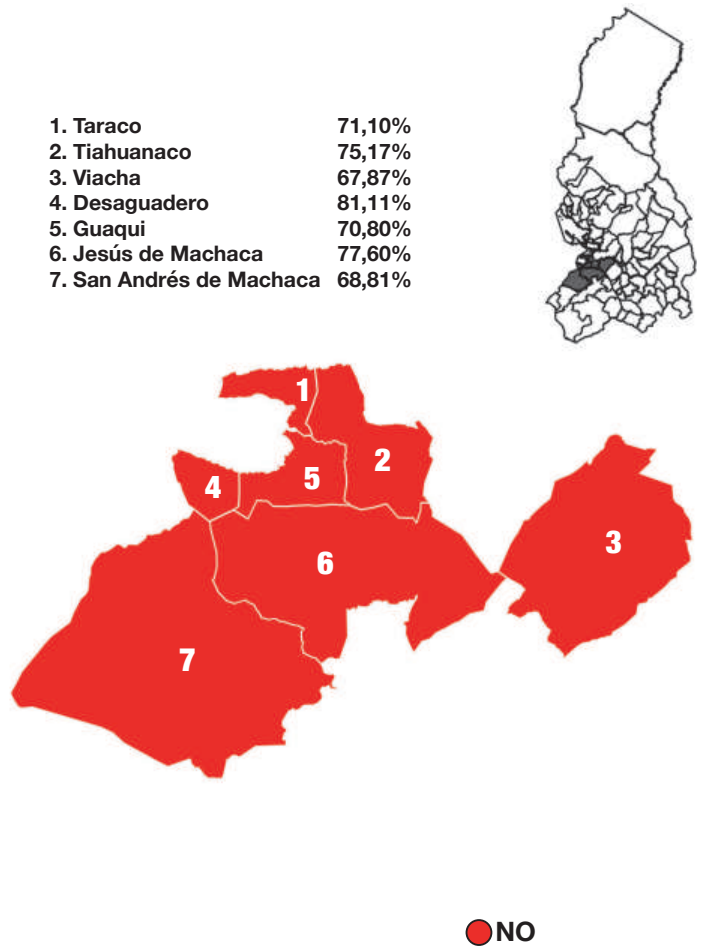 1. Taraco 71,10%
2. Tiahuanaco 75,17%
3. Viacha 67,87%
4. Desaguadero 81,11%
5. Guaqui 70,80%
6. Jesús de Machaca 77,60%
7. San Andrés de Machaca 68,81%
1
2
5
4
3
6
7
NO